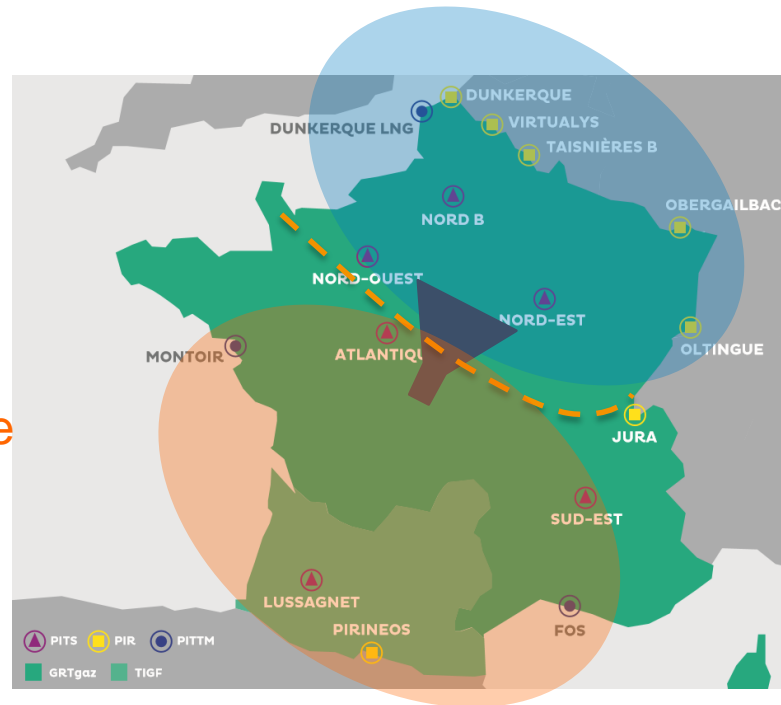 DUNKERQUE
DUNKERQUE LNG
VIRTUALYS
TAISNIÈRES B
OBERGAILBAC
NORD B
NORD-OUEST
NORD-EST
OLTINGUE
MONTOIR
ATLANTIQU
e
JURA
SUD-EST
LUSSAGNET
FOS
PIRINEOS
PITS PIR PITTM
GRTgaz TIGF